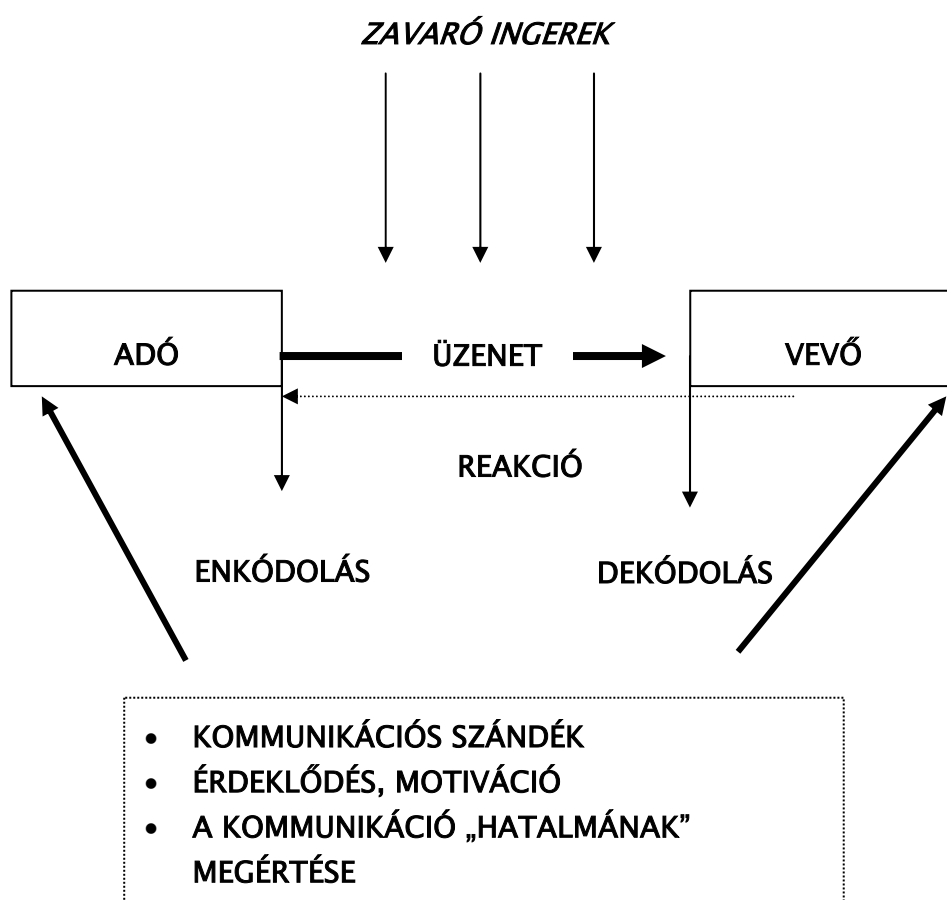 ZAVARÓ INGEREK
ADÓ ÜZENET VEVŐ
REAKCIÓ
ENKÓDOLÁS DEKÓDOLÁS
• KOMMUNIKÁCIÓS SZÁNDÉK
• ÉRDEKLŐDÉS, MOTIVÁCIÓ
• A KOMMUNIKÁCIÓ „HATALMÁNAK”
MEGÉRTÉSE